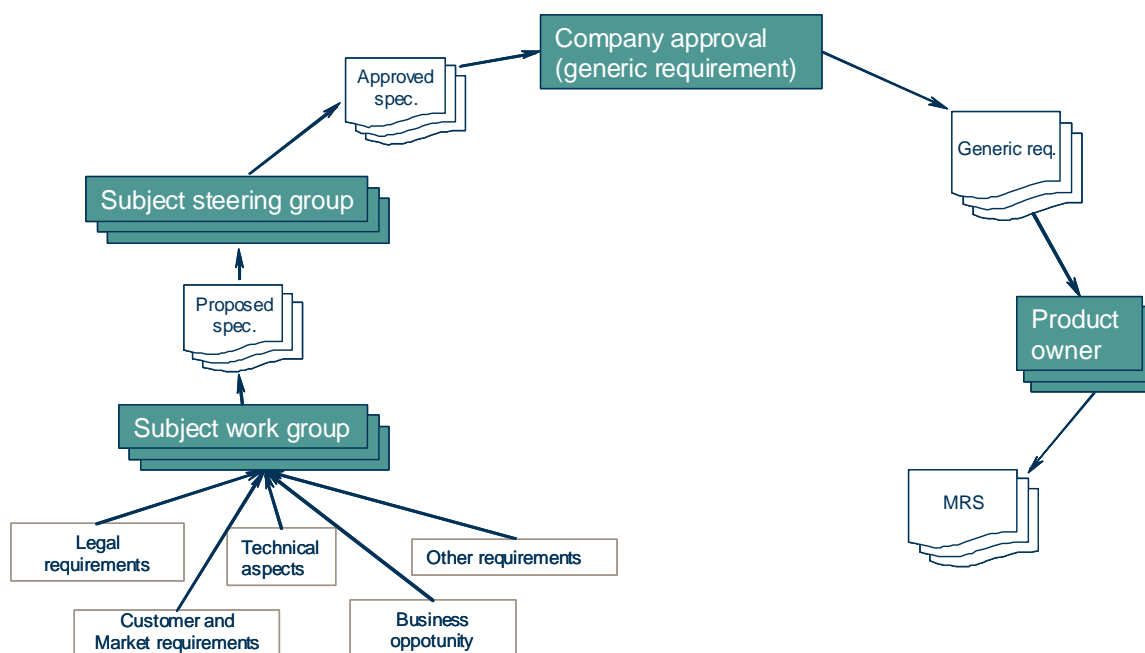 Company approval
(generic requirement)
Approved
spec.
Generic req.
Subject steering group
Proposed
spec.
Product
owner
Subject work group
MRS
Legal
requirements
Technical
aspects
Other requirements
Customer and
Market requirements
Business
oppotunity